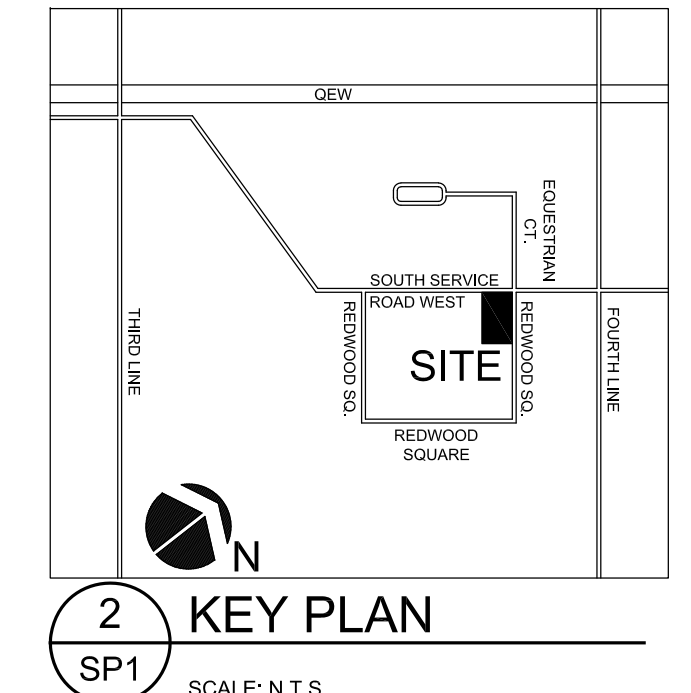 QEW
EQUESTRIAN
CT.
SOUTH SERVICE
ROAD WEST
THIRD LINE
REDWOOD SQ.
SITE
REDWOOD SQ.
FOURTH LINE
REDWOOD
SQUARE
N
2
SP1
KEY PLAN
SCALE: N.T.S.